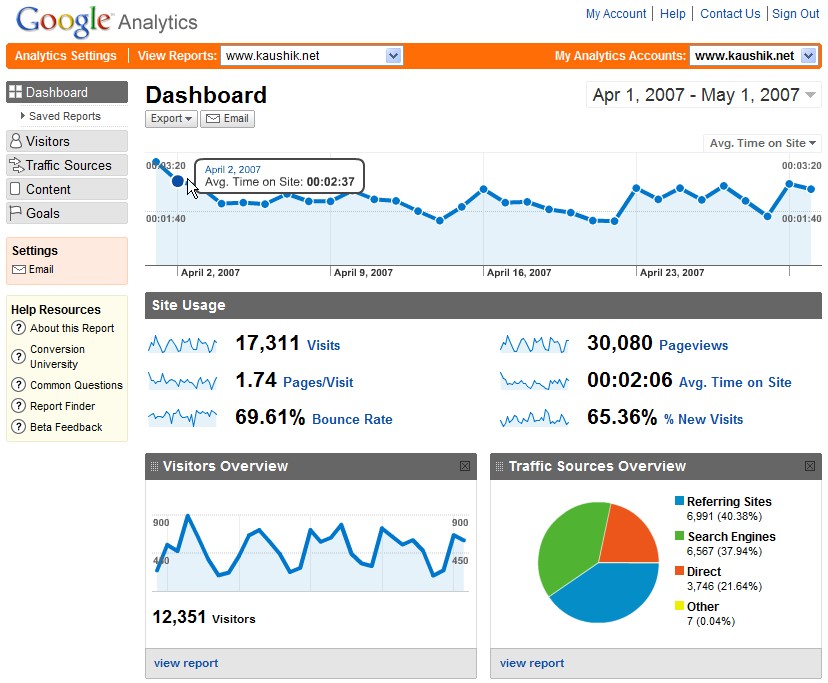 Google Analytics
My Account | Help | Contact Us | Sign Out
Analytics Settings | View Reports: www.kaushik.net
My Analytics Accounts: www.kaushik.net
Dashboard
Saved Reports
Visitors
Traffic Sources
Content
Goals
Settings
Email
Help Resources
? About this Report
? Conversion
University
? Common Questions
? Report Finder
? Beta Feedback
Dashboard
Apr 1, 2007 - May 1, 2007
Export
Email
Avg. Time on Site
00:03:20
00:03:20
April 2, 2007
Avg. Time on Site: 00:02:37
00:01:40
00:01:40
April 2, 2007
April 9, 2007
April 16, 2007
April 23, 2007
Site Usage
17,311 Visits
30,080 Pageviews
1.74 Pages/Visit
00:02:06 Avg. Time on Site
69.61% Bounce Rate
65.36% % New Visits
Visitors Overview
900
900
450
12,351 Visitors
view report
Traffic Sources Overview
Referring Sites
6,991 (40.38%)
Search Engines
6,567 (37.94%)
Direct
3,746 (21.64%)
Other
7 (0.04%)
view report